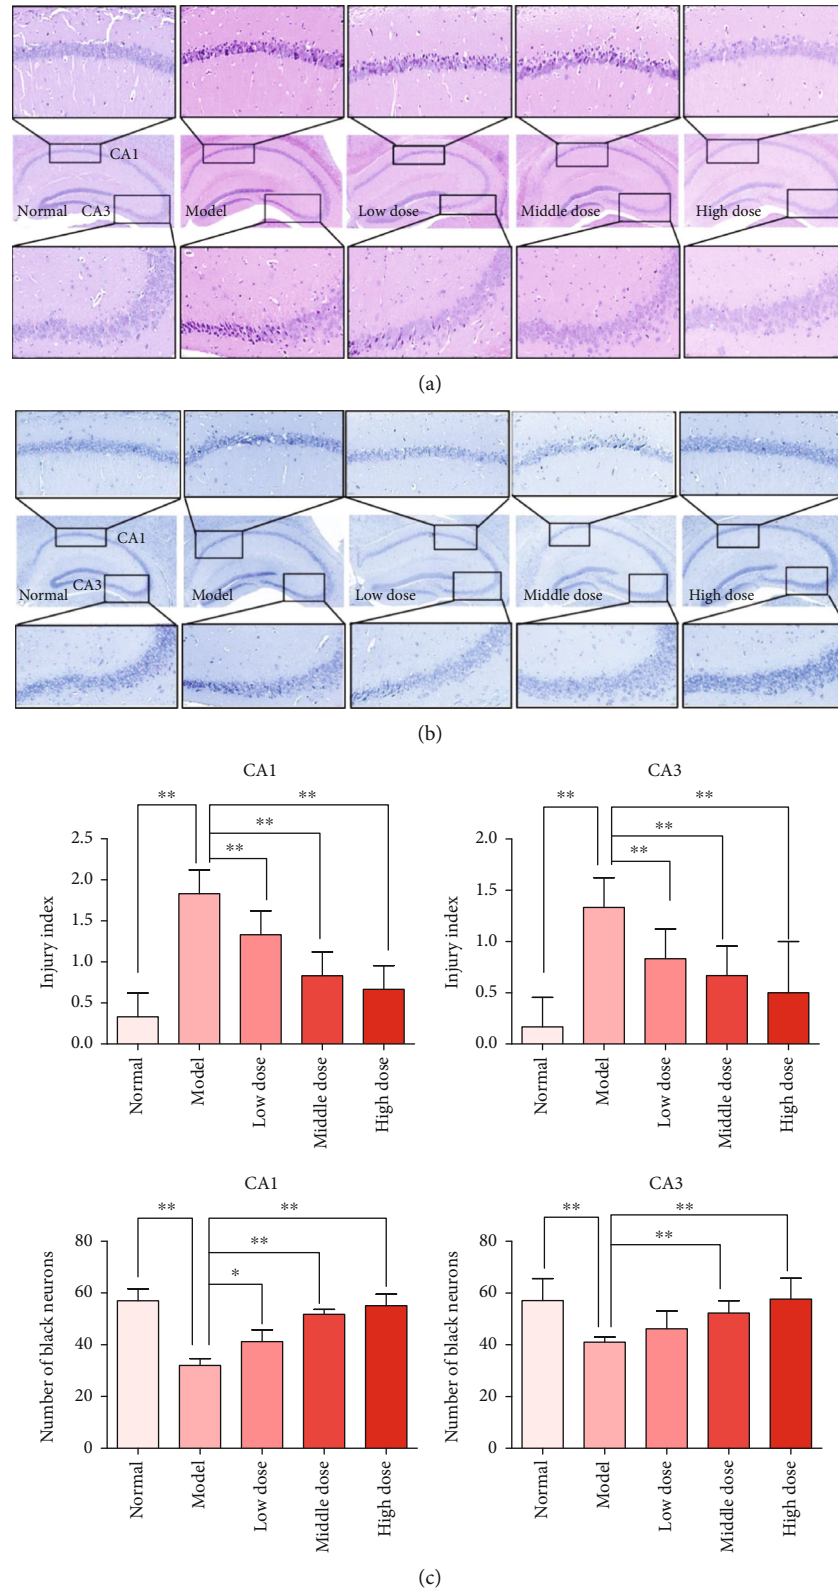 CA1
Normal CA3 Model Low dose Middle dose High dose
(a)
CA1
CA3
Normal Model Low dose Middle dose High dose
(b)
CA1
** ** ** **
Injury index
2.5
2.0
1.5
1.0
0.5
0.0
Normal
Model
Low dose
Middle dose
High dose
CA3
** ** ** **
Injury index
2.0
1.5
1.0
0.5
0.0
Normal
Model
Low dose
Middle dose
High dose
CA1
** ** ** *
Number of black neurons
80
60
40
20
0
Normal
Model
Low dose
Middle dose
High dose
CA3
** ** **
Number of black neurons
80
60
40
20
0
Normal
Model
Low dose
Middle dose
High dose
(c)